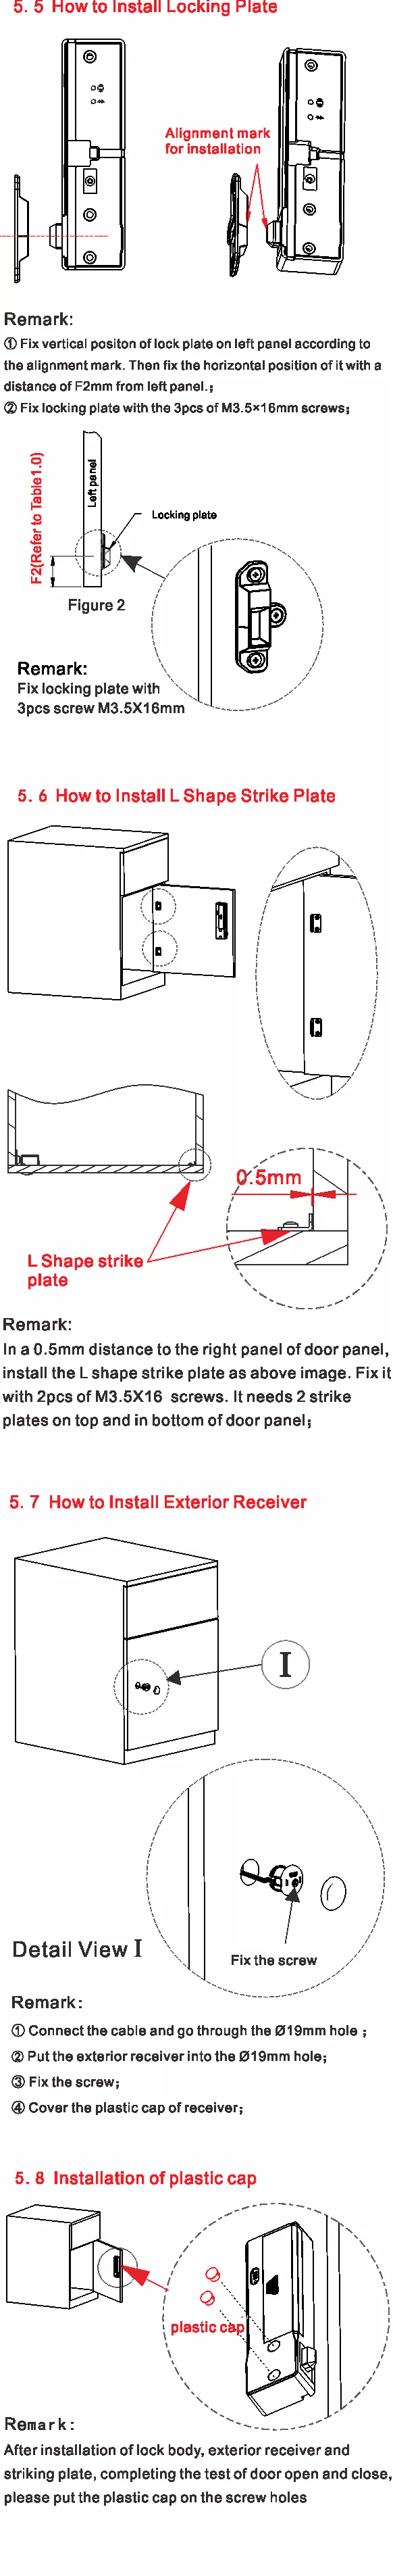 5. 5 How to Install Locking Plate
Alignment mark
for installation
Remark:
① Fix vertical positon of lock plate on left panel according to
the alignment mark. Then fix the horizontal position of it with a
distance of F2mm from left panel.;
② Fix locking plate with the 3pcs of M3.5×16mm screws;
F2(Refer to Table1.0)
Left panel
Locking plate
Figure 2
Remark:
Fix locking plate with
3pcs screw M3.5X16mm
5. 6 How to Install L Shape Strike Plate
0.5mm
L Shape strike
plate
Remark:
In a 0.5mm distance to the right panel of door panel,
install the L shape strike plate as above image. Fix it
with 2pcs of M3.5X16 screws. It needs 2 strike
plates on top and in bottom of door panel;
5. 7 How to Install Exterior Receiver
I
Detail View I
Fix the screw
Remark:
① Connect the cable and go through the Ø19mm hole ;
② Put the exterior receiver into the Ø19mm hole;
③ Fix the screw;
④ Cover the plastic cap of receiver;
5. 8 Installation of plastic cap
plastic cap
Remark:
After installation of lock body, exterior receiver and
striking plate, completing the test of door open and close,
please put the plastic cap on the screw holes